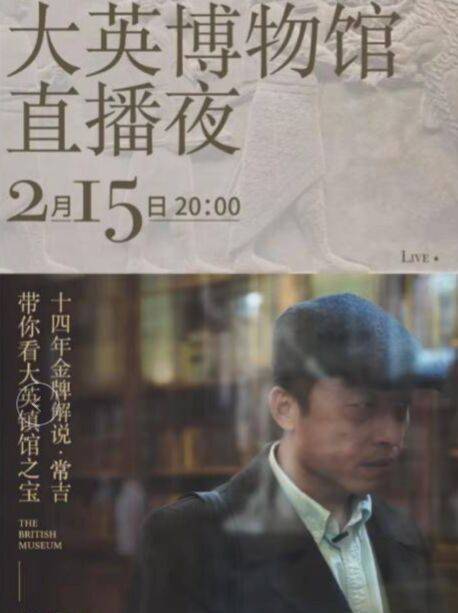 大英博物馆
直播夜
2月15日 20:00
LIVE
十四年金牌解说·常吉
带你看大英镇馆之宝
THE
BRITISH
MUSEUM